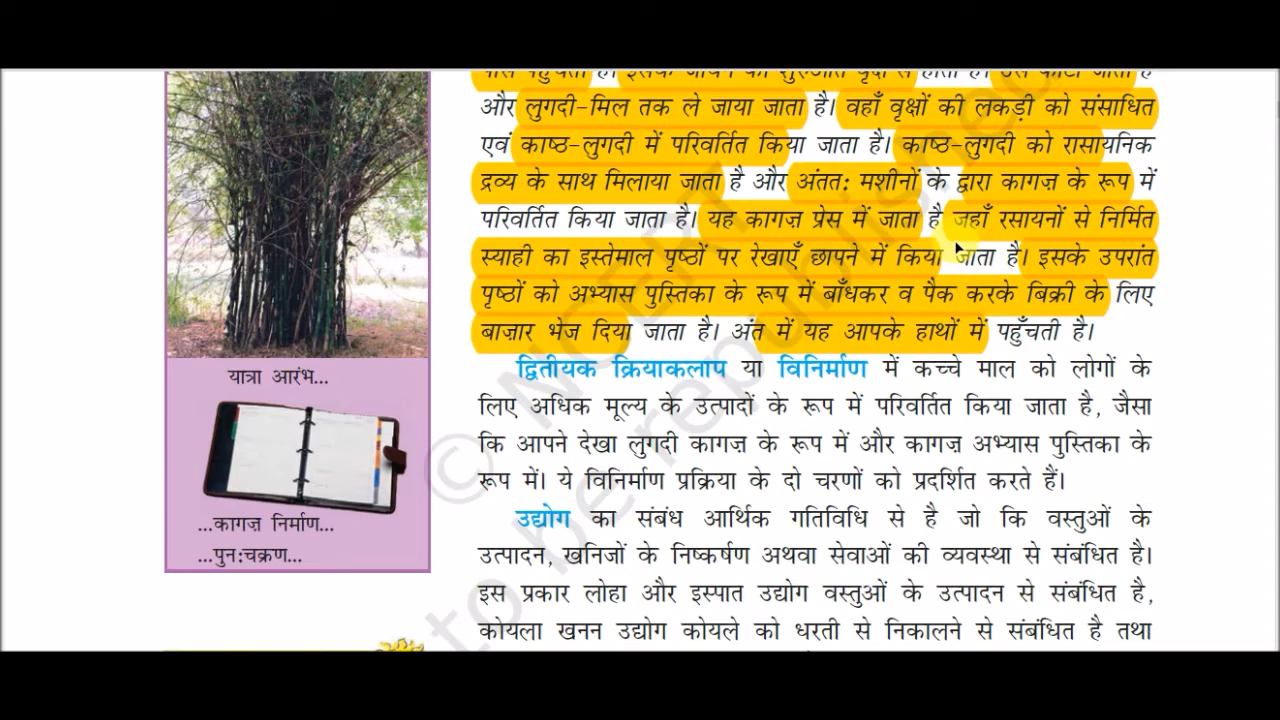 और लुगदी-मिल तक ले जाया जाता है। वहाँ वृक्षों की लकड़ी को संसाधित
एवं काष्ठ-लुगदी में परिवर्तित किया जाता है। काष्ठ-लुगदी को रासायनिक
द्रव्य के साथ मिलाया जाता है और अंतत: मशीनों के द्वारा कागज़ के रूप में
परिवर्तित किया जाता है। यह कागज़ प्रेस में जाता है जहाँ रसायनों से निर्मित
स्याही का इस्तेमाल पृष्ठों पर रेखाएँ छापने में किया जाता है। इसके उपरांत
पृष्ठों को अभ्यास पुस्तिका के रूप में बाँधकर व पैक करके बिक्री के लिए
बाज़ार भेज दिया जाता है। अंत में यह आपके हाथों में पहुँचती है।
द्वितीयक क्रियाकलाप या विनिर्माण में कच्चे माल को लोगों के
लिए अधिक मूल्य के उत्पादों के रूप में परिवर्तित किया जाता है, जैसा
कि आपने देखा लुगदी कागज़ के रूप में और कागज़ अभ्यास पुस्तिका के
रूप में। ये विनिर्माण प्रक्रिया के दो चरणों को प्रदर्शित करते हैं।
उद्योग का संबंध आर्थिक गतिविधि से है जो कि वस्तुओं के
उत्पादन, खनिजों के निष्कर्षण अथवा सेवाओं की व्यवस्था से संबंधित है।
इस प्रकार लोहा और इस्पात उद्योग वस्तुओं के उत्पादन से संबंधित है,
कोयला खनन उद्योग कोयले को धरती से निकालने से संबंधित है तथा
यात्रा आरंभ...
...कागज़ निर्माण...
...पुन:चक्रण...
© NCERT
to be republished